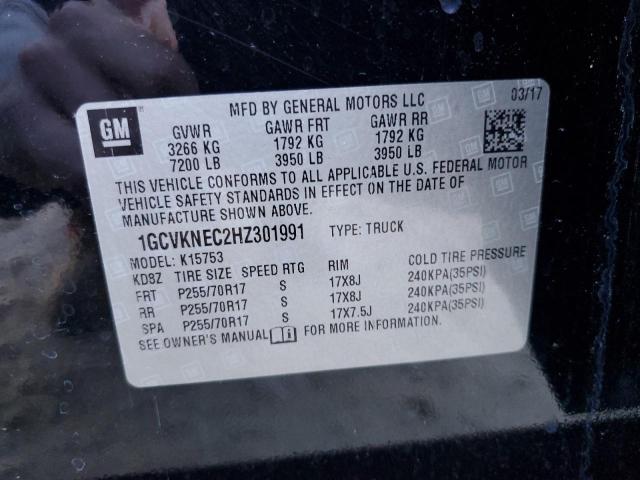 MFD BY GENERAL MOTORS LLC 03/17
GM
GVWR GAWR FRT GAWR RR
3266 KG 1792 KG 1792 KG
7200 LB 3950 LB 3950 LB
THIS VEHICLE CONFORMS TO ALL APPLICABLE U.S. FEDERAL MOTOR
VEHICLE SAFETY STANDARDS IN EFFECT ON THE DATE OF
MANUFACTURE SHOWN ABOVE.
1GCVKNEC2HZ301991 TYPE: TRUCK
MODEL: K15753
KD8Z TIRE SIZE SPEED RTG RIM COLD TIRE PRESSURE
FRT P255/70R17 S 17X8J 240KPA(35PSI)
RR P255/70R17 S 17X8J 240KPA(35PSI)
SPA P255/70R17 S 17X7.5J 240KPA(35PSI)
SEE OWNER'S MANUAL FOR MORE INFORMATION.